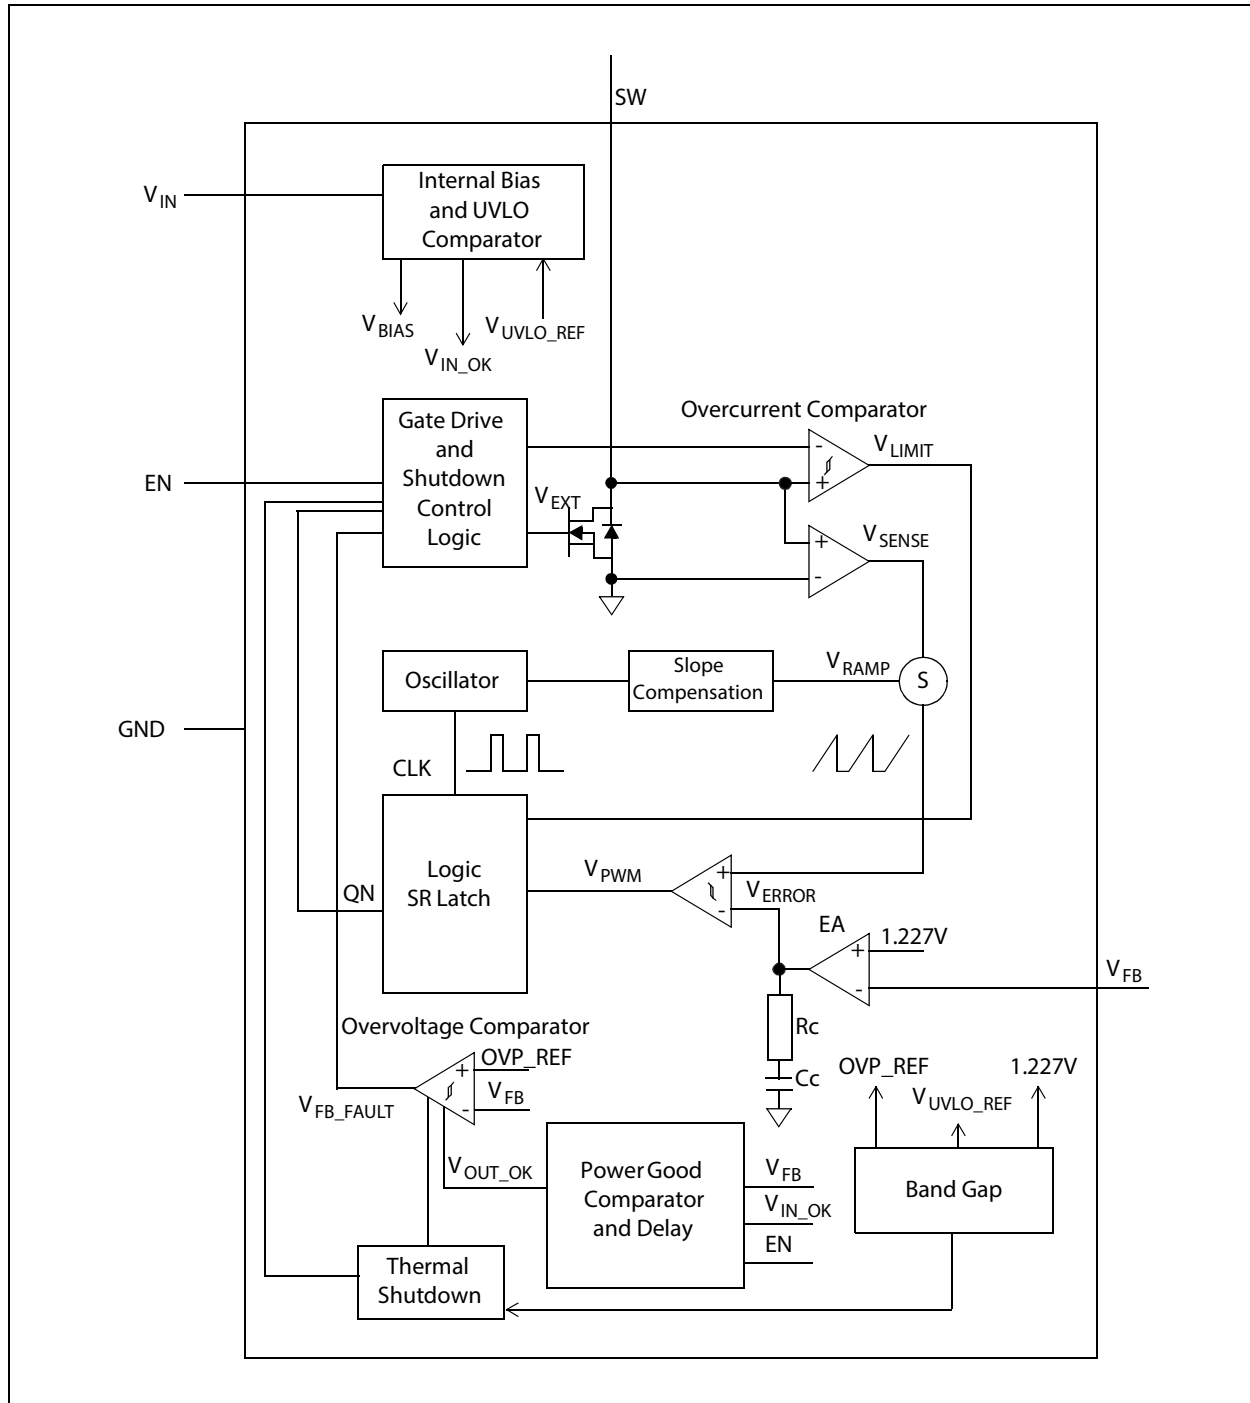 SW
V_IN
Internal Bias
and UVLO
Comparator
V_BIAS
V_IN_OK
V_UVLO_REF
Overcurrent Comparator
Gate Drive
and
Shutdown
Control
Logic
EN
V_EXT
-
+
V_LIMIT
+
-
V_SENSE
Oscillator
Slope
Compensation
V_RAMP
S
GND
CLK
Logic
SR Latch
QN
V_PWM
+
-
V_ERROR
EA
+
-
1.227V
V_FB
Rc
Cc
Overvoltage Comparator
+
-
OVP_REF
V_FB
V_FB_FAULT
V_OUT_OK
Power Good
Comparator
and Delay
V_FB
V_IN_OK
EN
OVP_REF
V_UVLO_REF
1.227V
Band Gap
Thermal
Shutdown